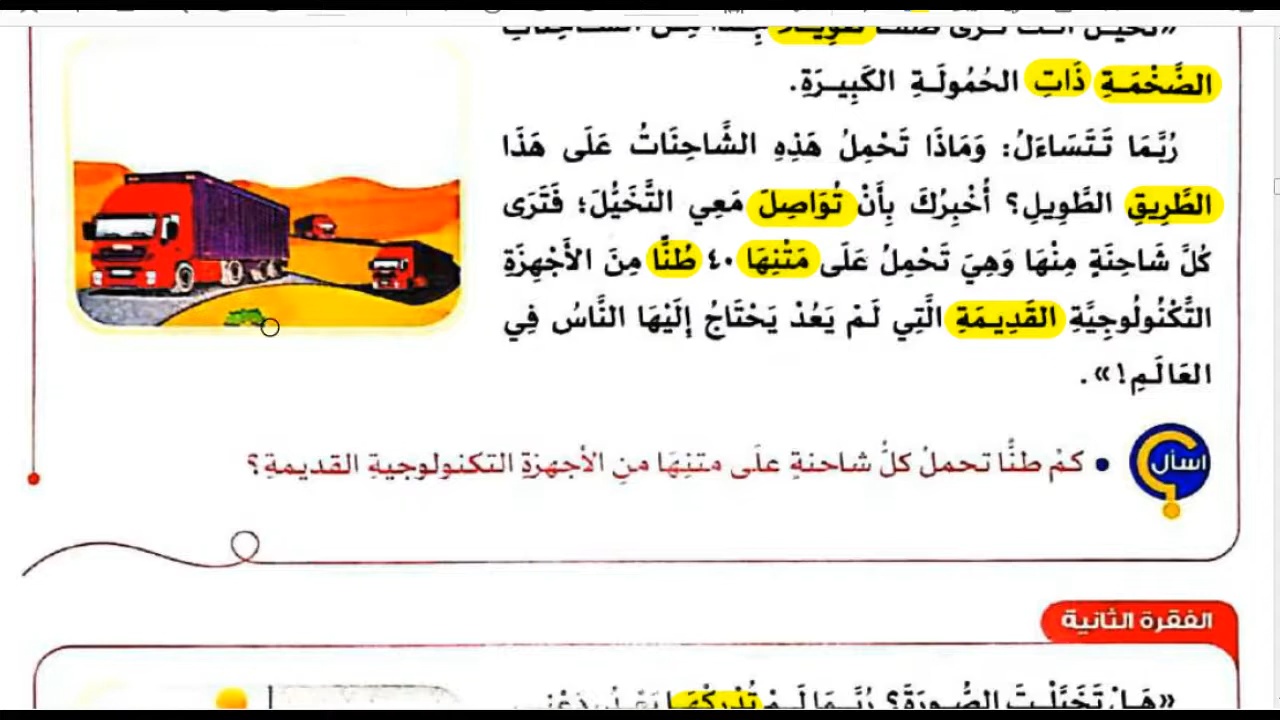 الضَّخْمَةِ ذَاتِ الحُمُولَةِ الكَبِيرَةِ.
رُبَّمَا تَتَسَاءَلُ: وَمَاذَا تَحْمِلُ هَذِهِ الشَّاحِنَاتُ عَلَى هَذَا
الطَّرِيقِ الطَّوِيلِ؟ أُخْبِرُكَ بِأَنْ تُوَاصِلَ مَعِي التَّخَيُّلَ؛ فَتَرَى
كُلَّ شَاحِنَةٍ مِنْهَا وَهِيَ تَحْمِلُ عَلَى مَتْنِهَا ٤٠ طُنًّا مِنَ الأَجْهِزَةِ
التِّكْنُولُوجِيَّةِ القَدِيمَةِ الَّتِي لَمْ يَعُدْ يَحْتَاجُ إِلَيْهَا النَّاسُ فِي
العَالَمِ!».
اسأل
• كمْ طنًّا تحملُ كلُّ شاحنةٍ علَى متنِهَا منِ الأجهزةِ التكنولوجيةِ القديمةِ؟
الفقرة الثانية
«هَلْ تَخَيَّلْتَ الصُّورَةَ؟ رُبَّمَا لَمْ تُدْرِكْهَا